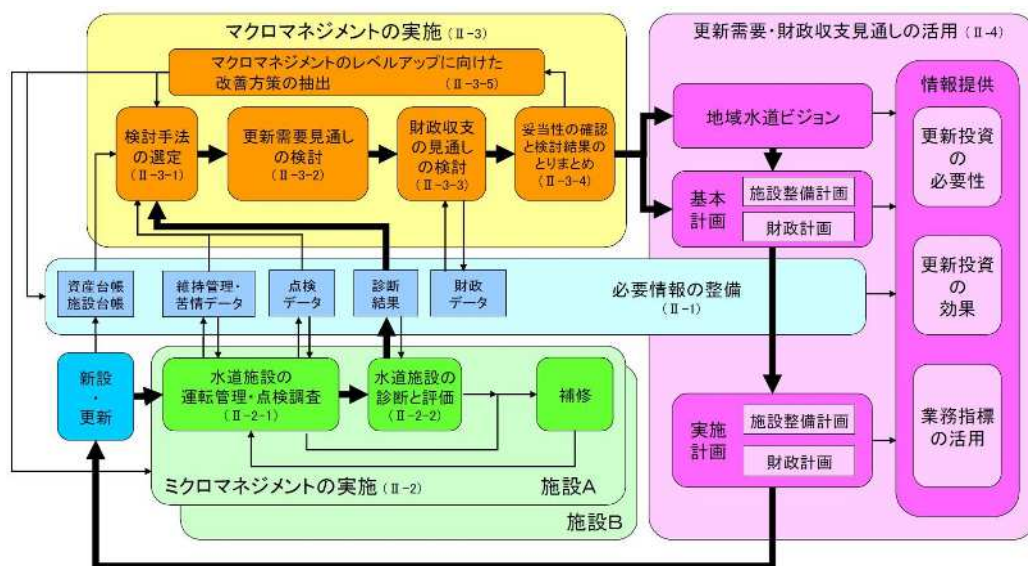 マクロマネジメントの実施(Ⅱ-3)
マクロマネジメントのレベルアップに向けた
改善方策の抽出 (Ⅱ-3-5)
検討手法
の選定
(Ⅱ-3-1)
更新需要見通し
の検討
(Ⅱ-3-2)
財政収支
の見通し
の検討
(Ⅱ-3-3)
妥当性の確認
と検討結果の
とりまとめ
(Ⅱ-3-4)
更新需要・財政収支見通しの活用(Ⅱ-4)
地域水道ビジョン
基本
計画
施設整備計画
財政計画
実施
計画
施設整備計画
財政計画
情報提供
更新投資
の
必要性
更新投資
の
効果
業務指標
の活用
資産台帳
施設台帳
維持管理・
苦情データ
点検
データ
診断
結果
財政
データ
必要情報の整備
(Ⅱ-1)
新設
・
更新
水道施設の
運転管理・点検調査
(Ⅱ-2-1)
水道施設の
診断と評価
(Ⅱ-2-2)
補修
ミクロマネジメントの実施(Ⅱ-2)
施設A
施設B